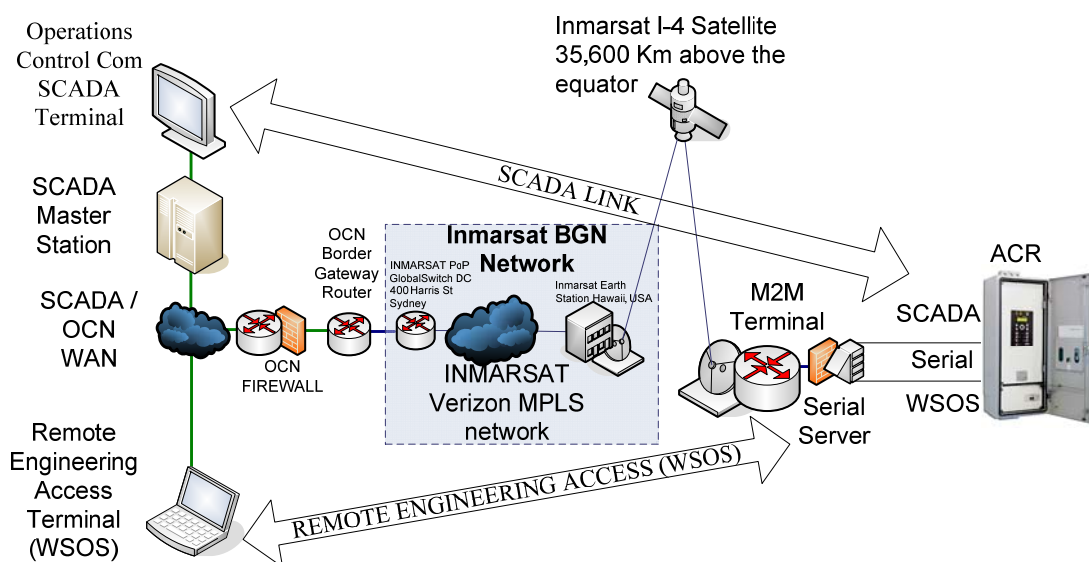 Operations
Control Com
SCADA
Terminal
Inmarsat I-4 Satellite
35,600 Km above the
equator
SCADA LINK
SCADA
Master
Station
OCN
Border
Gateway
Router
Inmarsat BGN
Network
INMARSAT PoP
GlobalSwitch DC
400 Harris St
Sydney
Inmarsat Earth
Station Hawaii, USA
ACR
M2M
Terminal
SCADA /
OCN
WAN
SCADA
Serial
WSOS
OCN
FIREWALL
INMARSAT
Verizon MPLS
network
Serial
Server
Remote
Engineering
Access
Terminal
(WSOS)
REMOTE ENGINEERING ACCESS (WSOS)